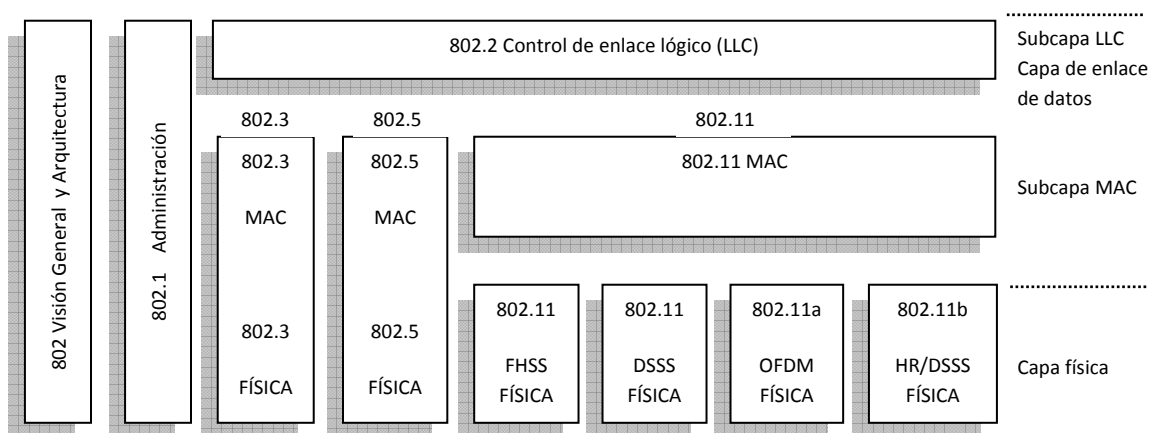 802 Visión General y Arquitectura
802.1 Administración
802.2 Control de enlace lógico (LLC)
Subcapa LLC
Capa de enlace
de datos
802.3
802.5
802.11
802.3
MAC
802.5
MAC
802.11 MAC
Subcapa MAC
802.3
FÍSICA
802.5
FÍSICA
802.11
FHSS
FÍSICA
802.11
DSSS
FÍSICA
802.11a
OFDM
FÍSICA
802.11b
HR/DSSS
FÍSICA
Capa física